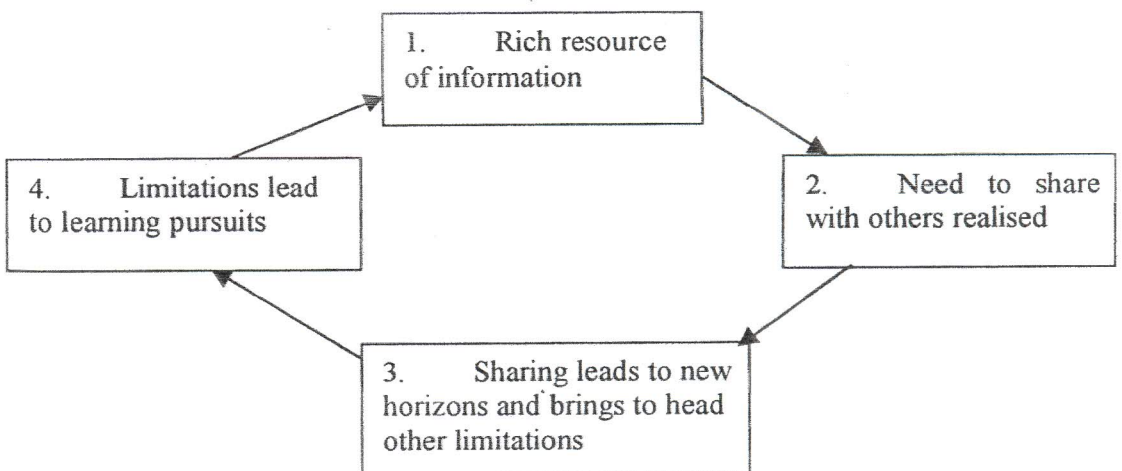 1. Rich resource
of information
2. Need to share
with others realised
3. Sharing leads to new
horizons and brings to head
other limitations
4. Limitations lead
to learning pursuits